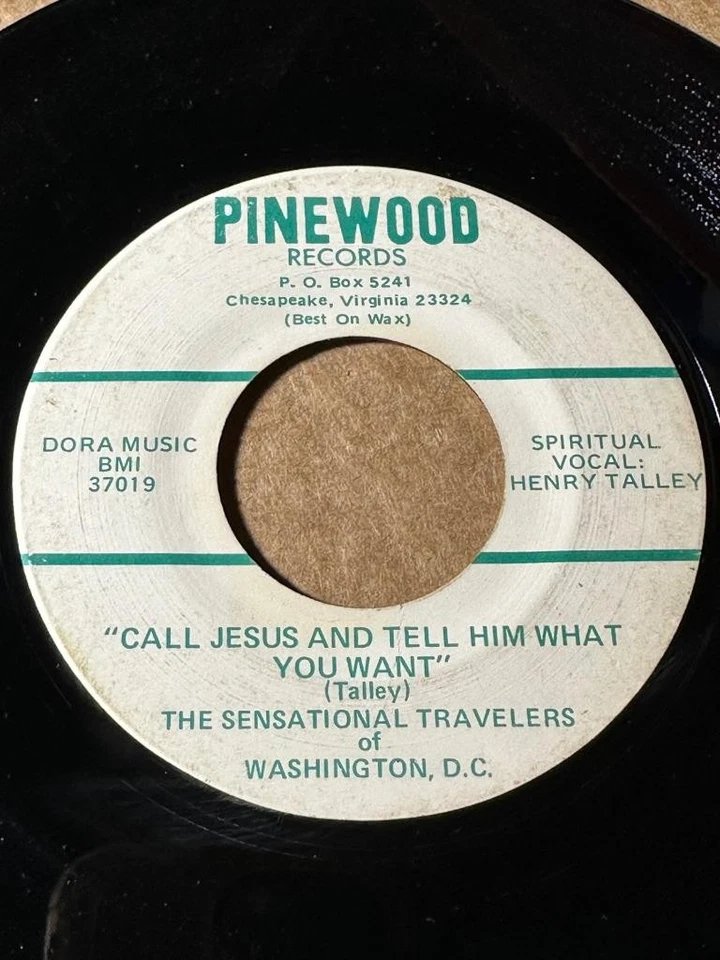 PINEWOOD
RECORDS
P. O. Box 5241
Chesapeake, Virginia 23324
(Best On Wax)
DORA MUSIC
BMI
37019
SPIRITUAL
VOCAL:
HENRY TALLEY
"CALL JESUS AND TELL HIM WHAT
YOU WANT"
(Talley)
THE SENSATIONAL TRAVELERS
of
WASHINGTON, D.C.